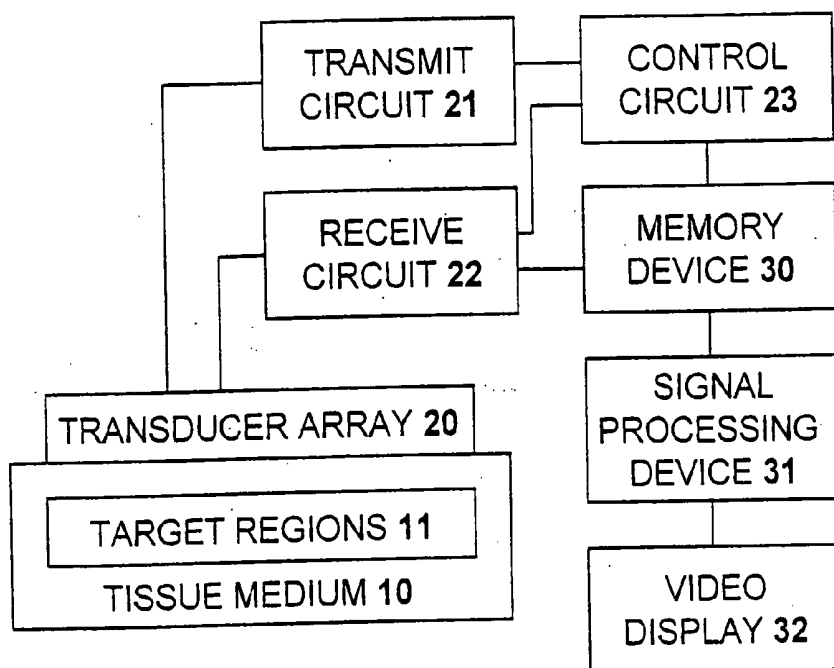 TRANSMIT
CIRCUIT 21
CONTROL
CIRCUIT 23
RECEIVE
CIRCUIT 22
MEMORY
DEVICE 30
TRANSDUCER ARRAY 20
SIGNAL
PROCESSING
DEVICE 31
TARGET REGIONS 11
TISSUE MEDIUM 10
VIDEO
DISPLAY 32